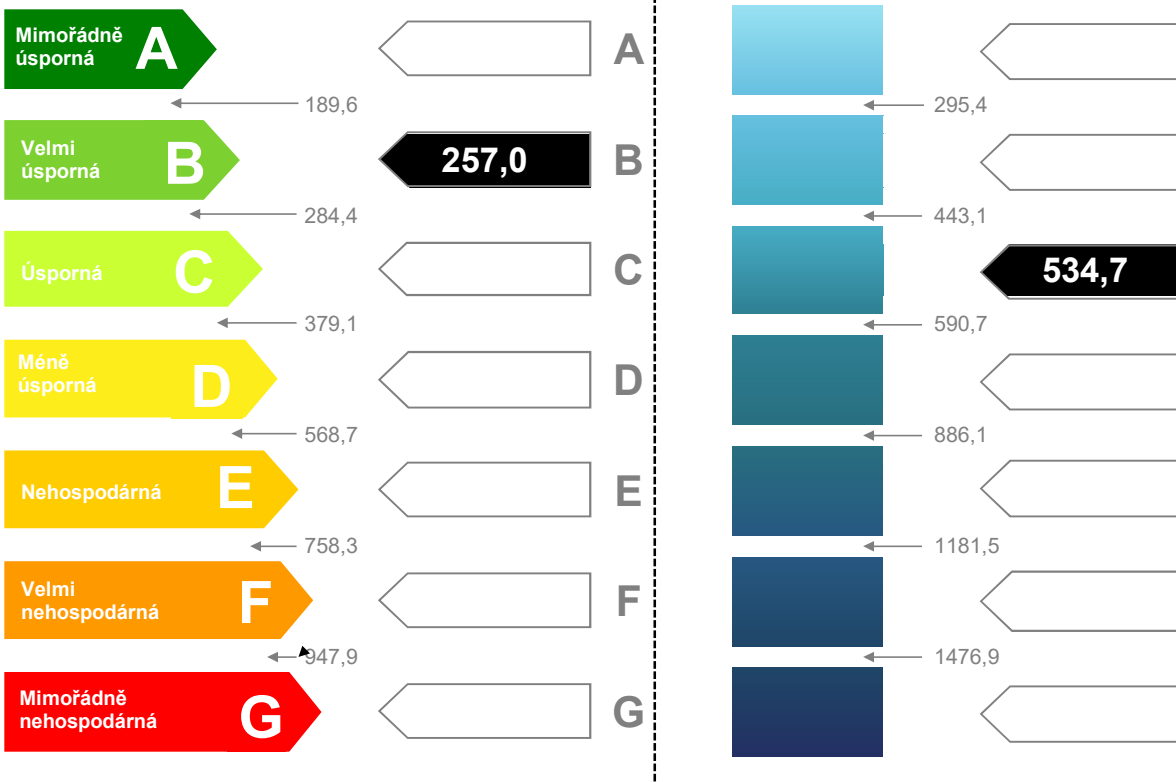 Mimořádně
úsporná
A
A
189,6
295,4
Velmi
úsporná
B
257,0
B
284,4
443,1
Úsporná
C
C
534,7
379,1
590,7
Méně
úsporná
D
D
568,7
886,1
Nehospodárná
E
E
758,3
1181,5
Velmi
nehospodárná
F
F
947,9
1476,9
Mimořádně
nehospodárná
G
G